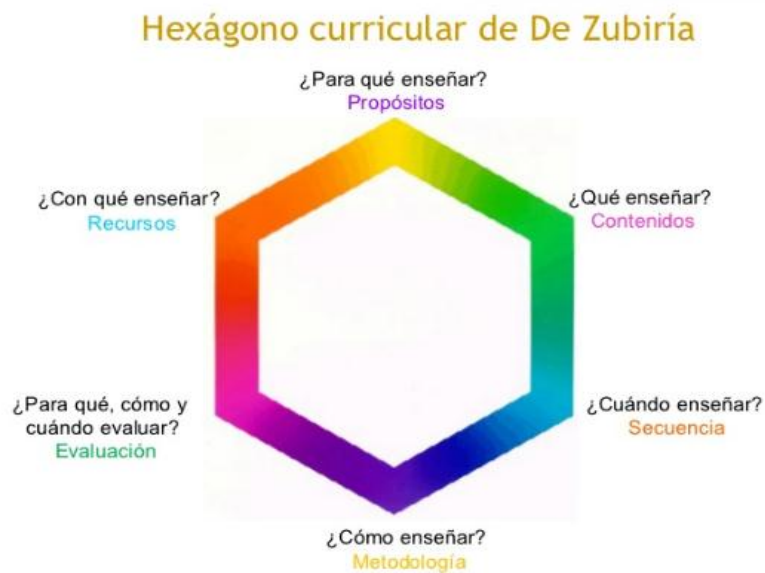 Hexágono curricular de De Zubiría
¿Para qué enseñar?
Propósitos
¿Qué enseñar?
Contenidos
¿Cuándo enseñar?
Secuencia
¿Cómo enseñar?
Metodología
¿Para qué, cómo y
cuándo evaluar?
Evaluación
¿Con qué enseñar?
Recursos